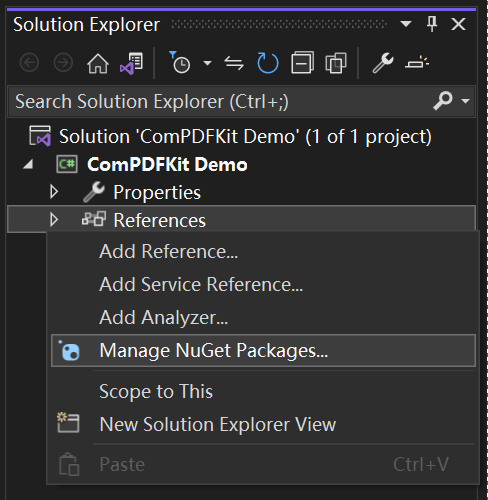 Solution Explorer
Search Solution Explorer (Ctrl+;)
Solution 'ComPDFKit Demo' (1 of 1 project)
C# ComPDFKit Demo
Properties
References
Add Reference...
Add Service Reference...
Add Analyzer...
Manage NuGet Packages...
Scope to This
New Solution Explorer View
Paste Ctrl+V